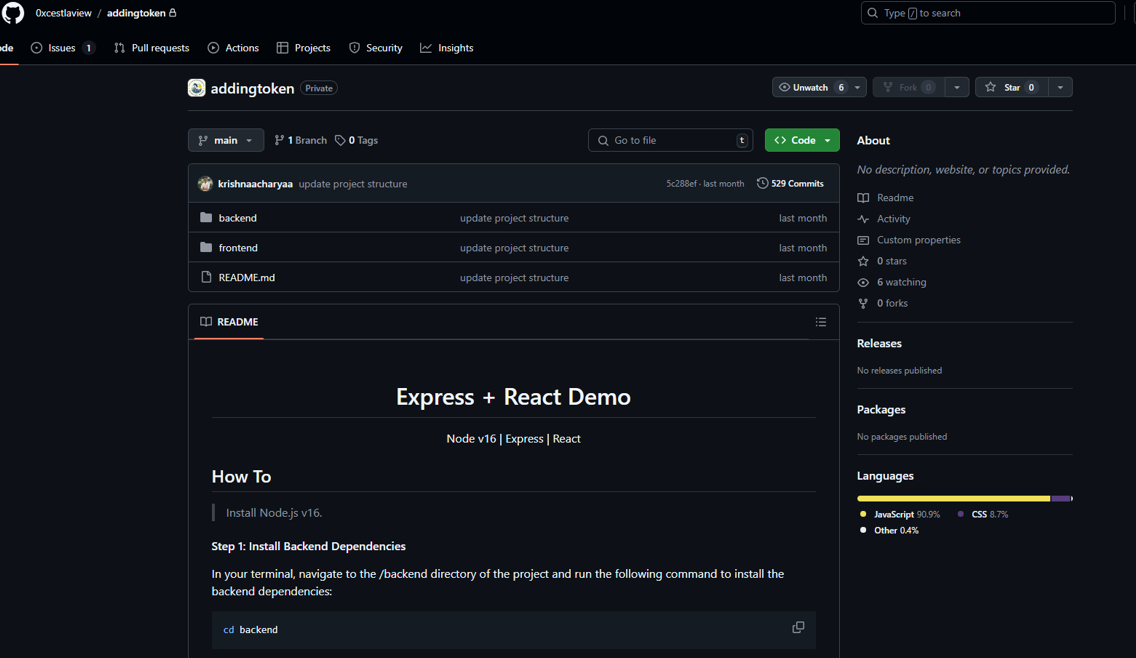 0xcestlaview / addingtoken
Type / to search
de Issues 1 Pull requests Actions Projects Security Insights
addingtoken Private
Unwatch 6 Fork 0 Star 0
main 1 Branch 0 Tags Go to file t Code
krishnaacharyaa update project structure 5c288ef · last month 529 Commits
backend update project structure last month
frontend update project structure last month
README.md update project structure last month
README
Express + React Demo
Node v16 | Express | React
How To
Install Node.js v16.
Step 1: Install Backend Dependencies
In your terminal, navigate to the /backend directory of the project and run the following command to install the
backend dependencies:
cd backend
About
No description, website, or topics provided.
Readme
Activity
Custom properties
0 stars
6 watching
0 forks
Releases
No releases published
Packages
No packages published
Languages
JavaScript 90.9% CSS 8.7%
Other 0.4%